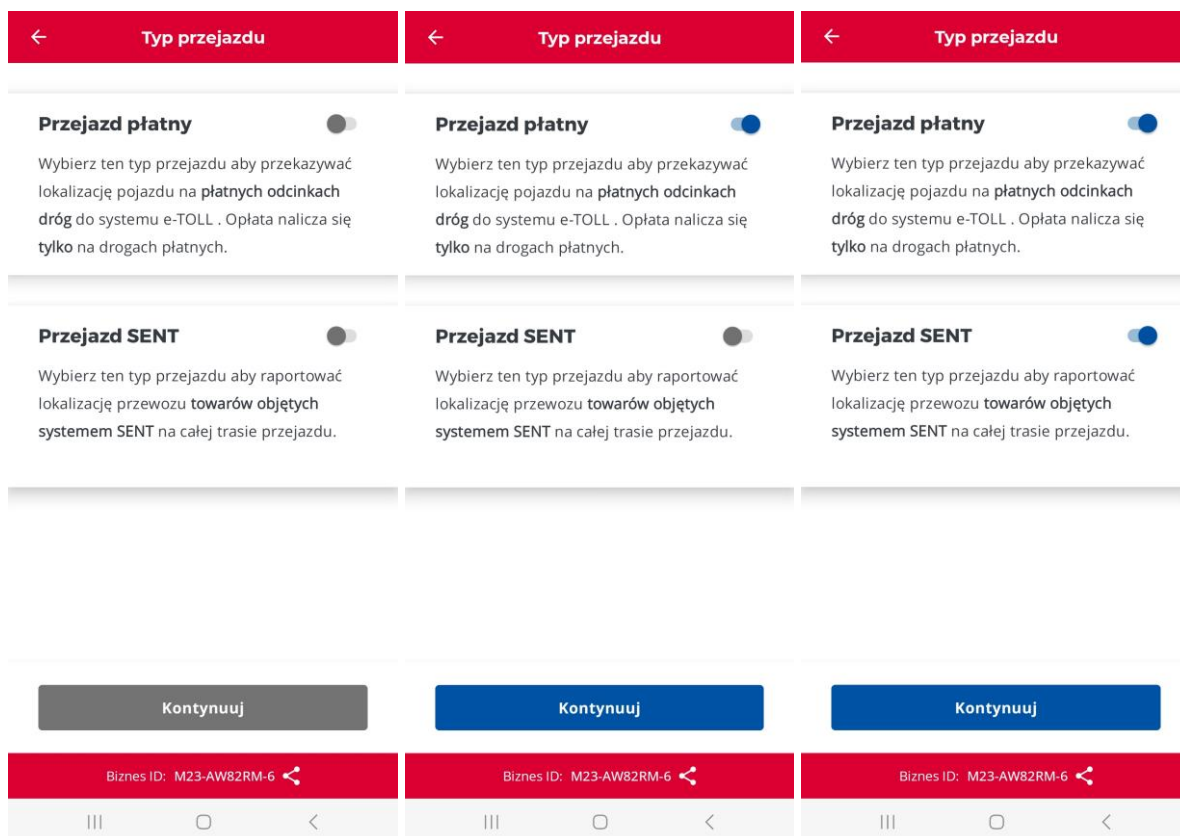 Typ przejazdu
Przejazd płatny
Wybierz ten typ przejazdu aby przekazywać
lokalizację pojazdu na płatnych odcinkach
dróg do systemu e-TOLL . Opłata nalicza się
tylko na drogach płatnych.
Przejazd SENT
Wybierz ten typ przejazdu aby raportować
lokalizację przewozu towarów objętych
systemem SENT na całej trasie przejazdu.
Kontynuuj
Biznes ID: M23-AW82RM-6
Typ przejazdu
Przejazd płatny
Wybierz ten typ przejazdu aby przekazywać
lokalizację pojazdu na płatnych odcinkach
dróg do systemu e-TOLL . Opłata nalicza się
tylko na drogach płatnych.
Przejazd SENT
Wybierz ten typ przejazdu aby raportować
lokalizację przewozu towarów objętych
systemem SENT na całej trasie przejazdu.
Kontynuuj
Biznes ID: M23-AW82RM-6
Typ przejazdu
Przejazd płatny
Wybierz ten typ przejazdu aby przekazywać
lokalizację pojazdu na płatnych odcinkach
dróg do systemu e-TOLL . Opłata nalicza się
tylko na drogach płatnych.
Przejazd SENT
Wybierz ten typ przejazdu aby raportować
lokalizację przewozu towarów objętych
systemem SENT na całej trasie przejazdu.
Kontynuuj
Biznes ID: M23-AW82RM-6